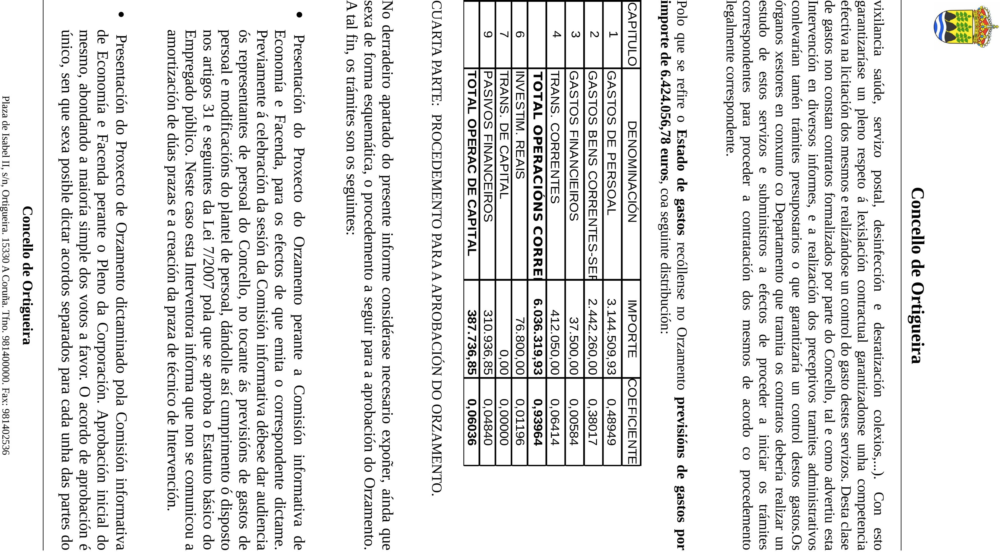 Concello de Ortigueira
vixilancia saúde, servizo postal, desinfección e desratización colexios,...). Con esto
garantizaríase un pleno respeto á lexislación contractual garantizadonse unha competencia
efectiva na licitación dos mesmos e realizándose un control do gasto destes servizos. Desta clase
de gastos non constan contratos formalizados por parte do Concello, tal e como advertiu esta
Intervención en diversos informes, e a realización dos preceptivos tramites administrativos
conlevarían tamén trámites presupostarios o que garantizaría un control destos gastos.Os
órganos xestores en conxunto co Departamento que tramita os contratos debería realizar un
estudo de estos servizos e subministros a efectos de proceder a iniciar os trámites
correspondentes para proceder a contratación dos mesmos de acordo co procedemento
legalmente correspondente.
Polo que se refire o Estado de gastos recóllense no Orzamento previsións de gastos por
importe de 6.424.056,78 euros, coa seguinte distribución:
CAPITULO DENOMINACIÓN IMPORTE COEFICIENTE
1 GASTOS DE PERSOAL 3.144.509,93 0,48949
2 GASTOS BENS CORRENTES-SER 2.442.260,00 0,38017
3 GASTOS FINANCIEIROS 37.500,00 0,00584
4 TRANS. CORRENTES 412.050,00 0,06414
TOTAL OPERACIÓNS CORREI 6.036.319,93 0,93964
6 INVESTIM. REAIS 76.800,00 0,01196
7 TRANS. DE CAPITAL 0,00 0,00000
9 PASIVOS FINANCEIROS 310.936,85 0,04840
TOTAL OPERAC DE CAPITAL 387.736,85 0,06036
CUARTA PARTE: PROCEDEMENTO PARA A APROBACIÓN DO ORZAMENTO.
No derradeiro apartado do presente informe considérase necesario expoñer, aínda que
sexa de forma esquemática, o procedemento a seguir para a aprobación do Orzamento.
A tal fin, os trámites son os seguintes:
• Presentación do Proxecto do Orzamento perante a Comisión informativa de
Economía e Facenda, para os efectos de que emita o correspondente dictame.
Previamente á celebración da sesión da Comisión informativa débese dar audiencia
ós representantes de persoal do Concello, no tocante ás previsións de gastos de
persoal e modificacións do plantel de persoal, dándolle así cumprimento ó disposto
nos artigos 31 e seguintes da Lei 7/2007 pola que se aproba o Estatuto básico do
Empregado público. Neste caso esta Interventora informa que non se comunicou a
amortización de dúas prazas e a creación da praza de técnico de Intervención.
• Presentación do Proxecto de Orzamento dictaminado pola Comisión informativa
de Economía e Facenda perante o Pleno da Corporación. Aprobación inicial do
mesmo, abondando a maioría simple dos votos a favor. O acordo de aprobación é
único, sen que sexa posible dictar acordos separados para cada unha das partes do
Concello de Ortigueira
Plaza de Isabel II, s/n, Ortigueira. 15330 A Coruña. Tfno. 981400000. Fax: 981402536